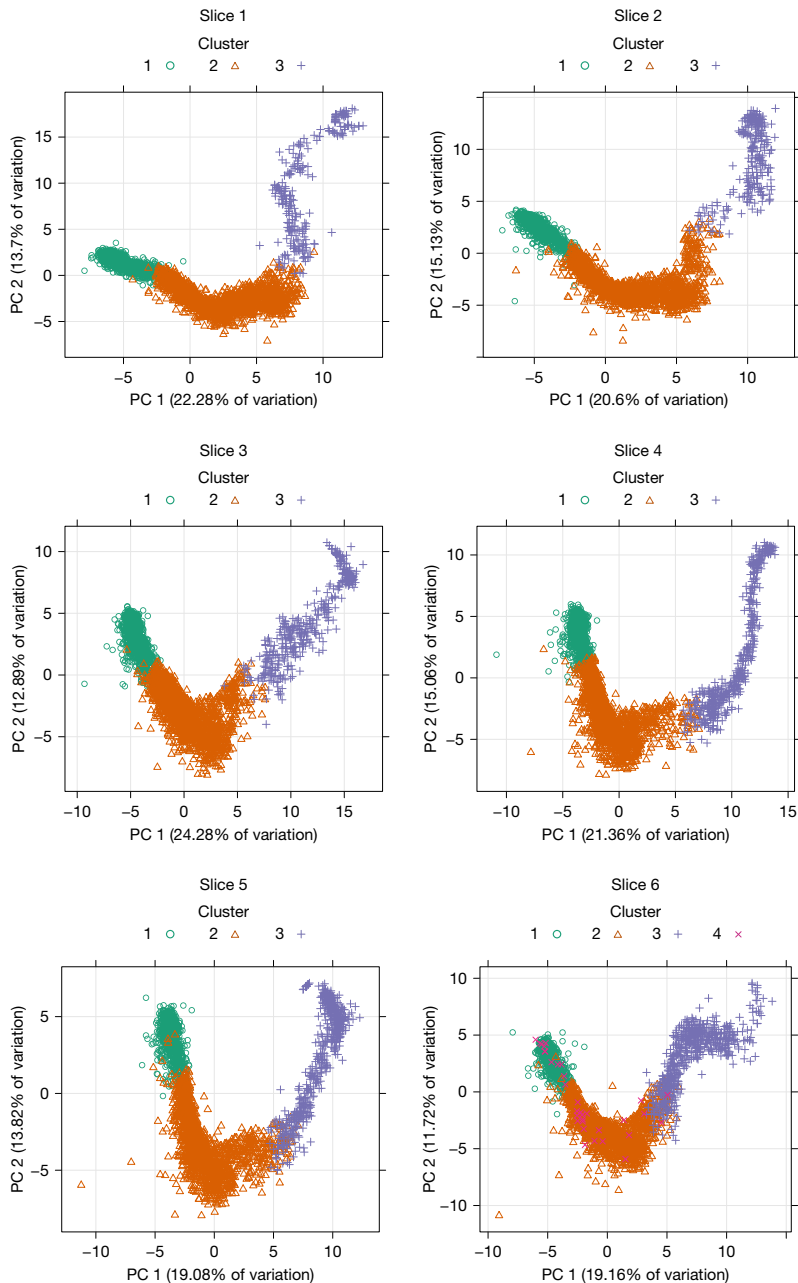 Slice 1
Cluster
1 2 3
15
10
5
0
−5
PC 2 (13.7% of variation)
−5 0 5 10
PC 1 (22.28% of variation)
Slice 2
Cluster
1 2 3
10
5
0
−5
PC 2 (15.13% of variation)
−5 0 5 10
PC 1 (20.6% of variation)
Slice 3
Cluster
1 2 3
10
5
0
−5
PC 2 (12.89% of variation)
−10 −5 0 5 10 15
PC 1 (24.28% of variation)
Slice 4
Cluster
1 2 3
10
5
0
−5
PC 2 (15.06% of variation)
−10 −5 0 5 10 15
PC 1 (21.36% of variation)
Slice 5
Cluster
1 2 3
5
0
−5
PC 2 (13.82% of variation)
−10 −5 0 5 10
PC 1 (19.08% of variation)
Slice 6
Cluster
1 2 3 4
10
5
0
−5
−10
PC 2 (11.72% of variation)
−10 −5 0 5 10 15
PC 1 (19.16% of variation)